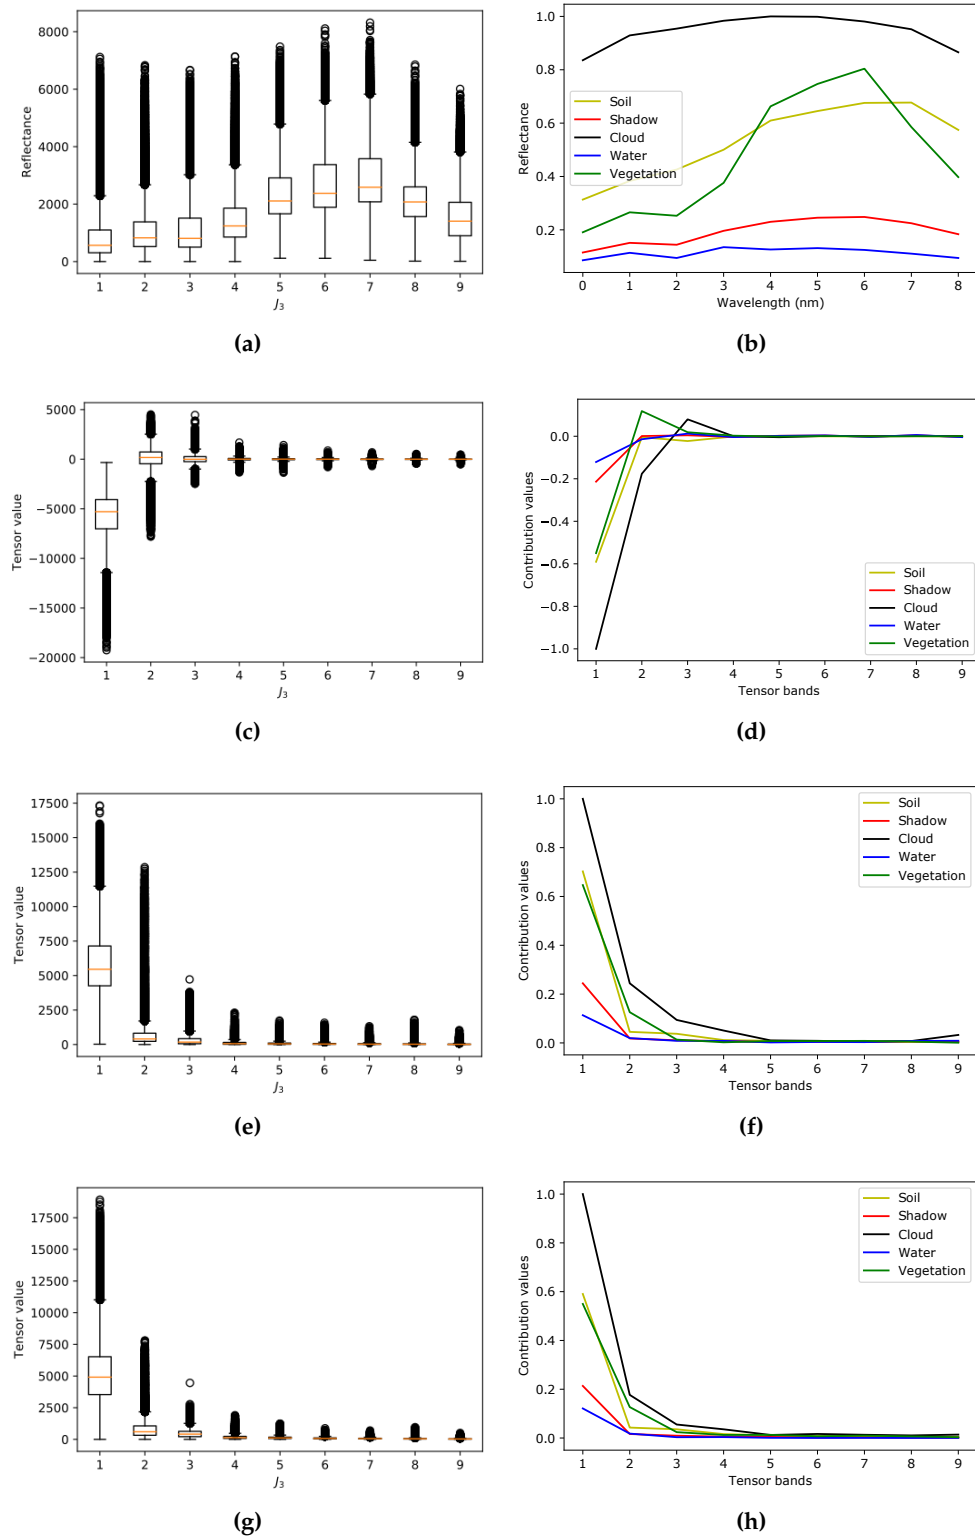 8000
6000
4000
2000
0
Reflectance
1 2 3 4 5 6 7 8 9
J3
(a)
1.0
0.8
0.6
0.4
0.2
Reflectance
Soil
Shadow
Cloud
Water
Vegetation
0 1 2 3 4 5 6 7 8
Wavelength (nm)
(b)
5000
0
−5000
−10000
−15000
−20000
Tensor value
1 2 3 4 5 6 7 8 9
J3
(c)
0.0
−0.2
−0.4
−0.6
−0.8
−1.0
Contribution values
Soil
Shadow
Cloud
Water
Vegetation
1 2 3 4 5 6 7 8 9
Tensor bands
(d)
17500
15000
12500
10000
7500
5000
2500
0
Tensor value
1 2 3 4 5 6 7 8 9
J3
(e)
1.0
0.8
0.6
0.4
0.2
0.0
Contribution values
Soil
Shadow
Cloud
Water
Vegetation
1 2 3 4 5 6 7 8 9
Tensor bands
(f)
17500
15000
12500
10000
7500
5000
2500
0
Tensor value
1 2 3 4 5 6 7 8 9
J3
(g)
1.0
0.8
0.6
0.4
0.2
0.0
Contribution values
Soil
Shadow
Cloud
Water
Vegetation
1 2 3 4 5 6 7 8 9
Tensor bands
(h)